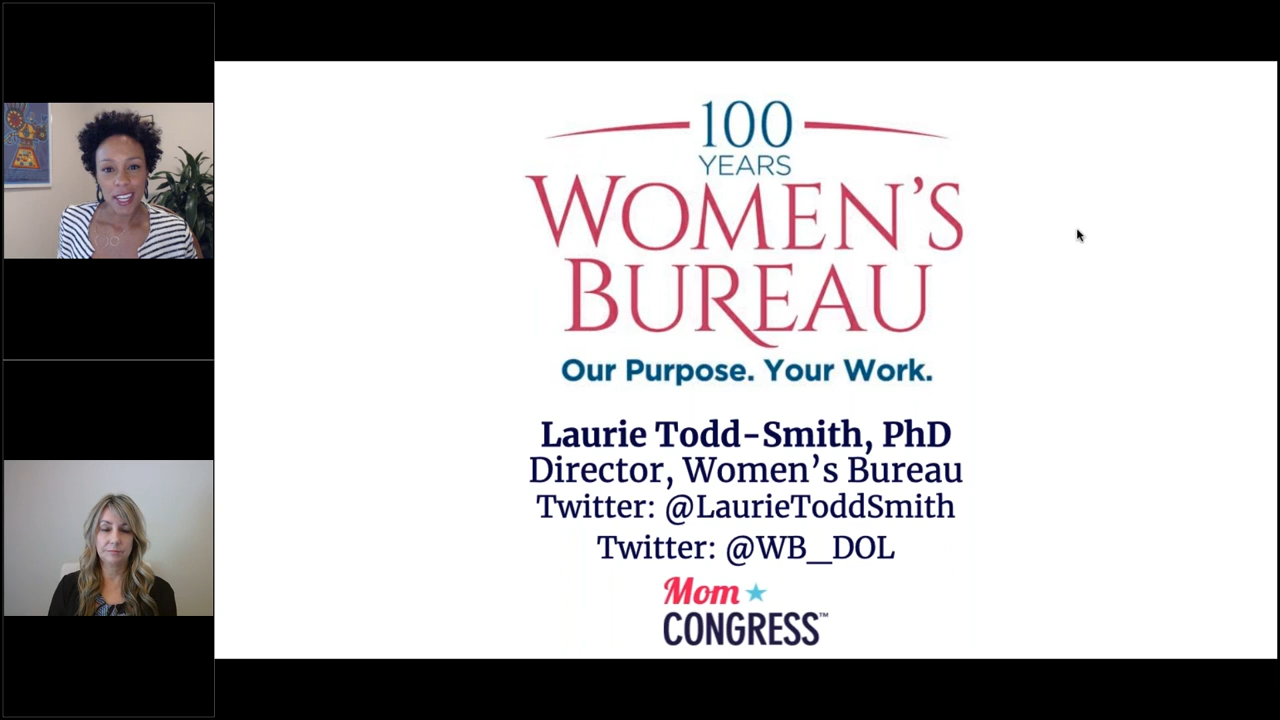 100
YEARS
WOMEN'S
BUREAU
Our Purpose. Your Work.
Laurie Todd-Smith, PhD
Director, Women's Bureau
Twitter: @LaurieToddSmith
Twitter: @WB_DOL
Mom
CONGRESS™